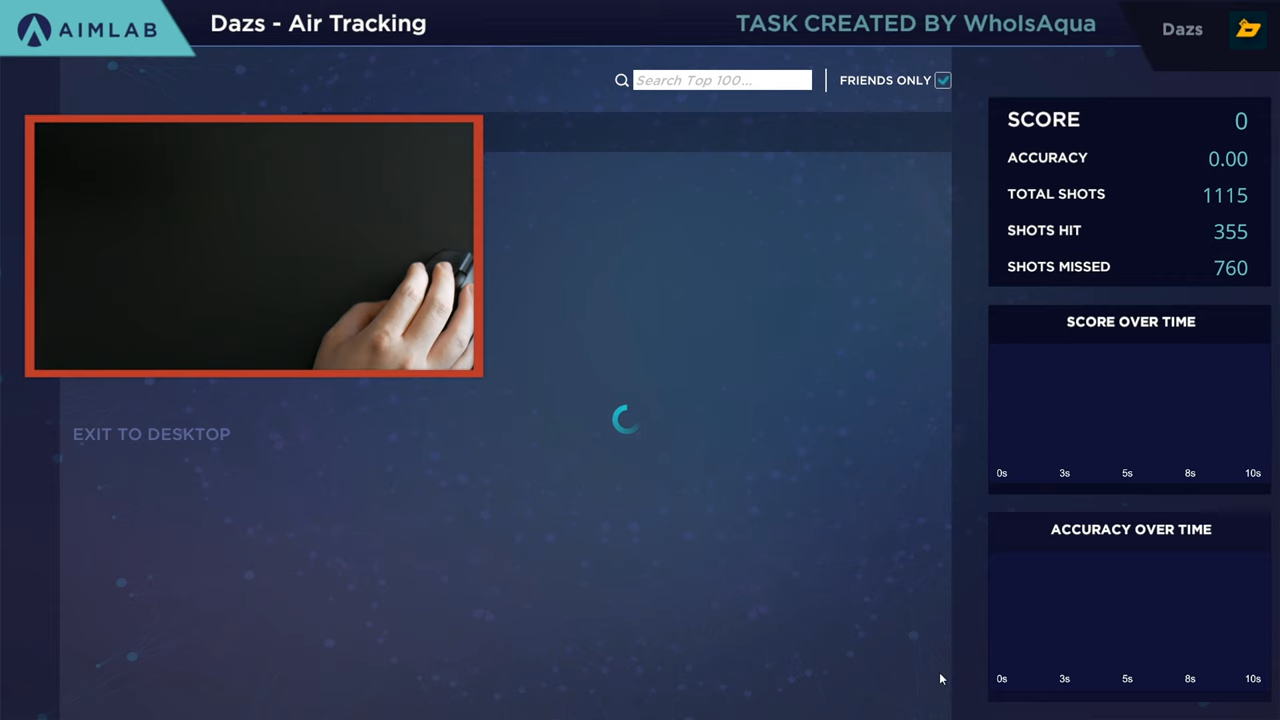 AIMLAB
Dazs - Air Tracking
TASK CREATED BY WhoIsAqua
Dazs
Search Top 100...
FRIENDS ONLY
SCORE 0
ACCURACY 0.00
TOTAL SHOTS 1115
SHOTS HIT 355
SHOTS MISSED 760
SCORE OVER TIME
0s 3s 5s 8s 10s
EXIT TO DESKTOP
ACCURACY OVER TIME
0s 3s 5s 8s 10s